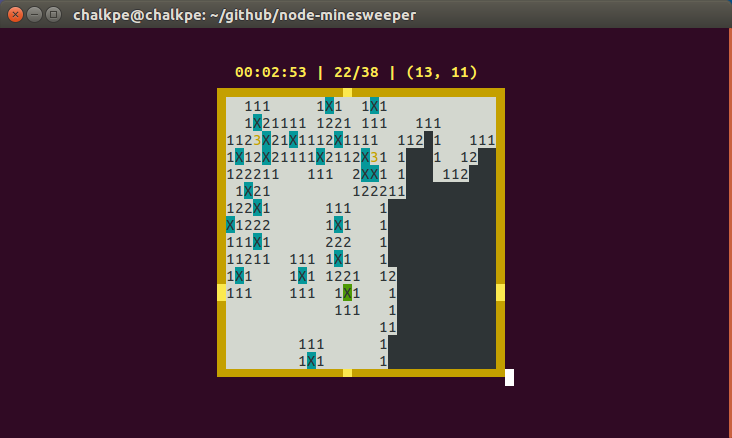 chalkpe@chalkpe: ~/github/node-minesweeper
00:02:53 | 22/38 | (13, 11)
  111     1X1  1X1
  1X21111 1221 111   111
1123X21X1112X1111  112 1   111
1X12X21111X2112X31 1   1  12
122211   111  2XX1 1    112
 1X21         122211
122X1      111   1
X1222      1X1   1
111X1      222   1
11211  111 1X1   1
1X1    1X1 1221  12
111    111  1X1   1
            111   1
                 11
        111      1
        1X1      1